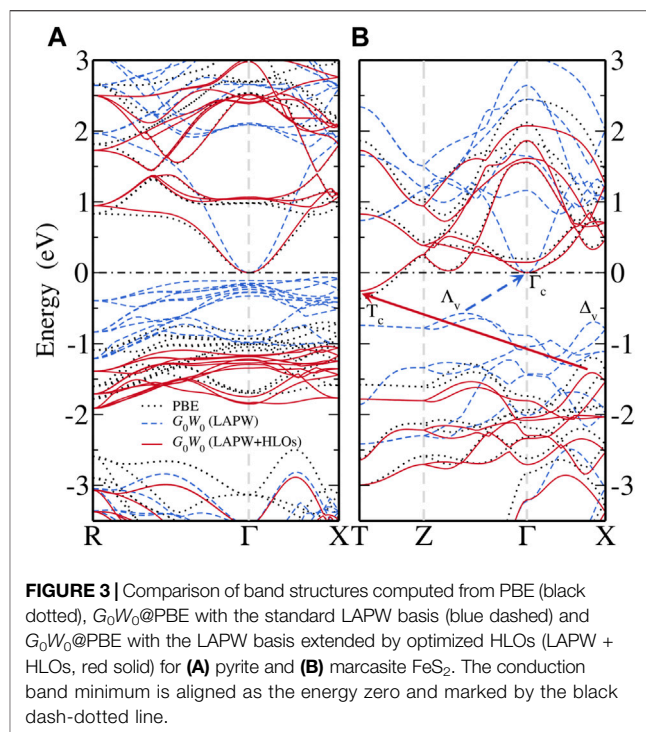 A
B
3
2
1
0
-1
-2
-3
Energy (eV)
PBE
G₀W₀ (LAPW)
G₀W₀ (LAPW+HLOs)
R Γ X
3
2
1
0
-1
-2
-3
Λᵥ
Γ꜀
T꜀
Δᵥ
T Z Γ X
FIGURE 3 | Comparison of band structures computed from PBE (black
dotted), G₀W₀@PBE with the standard LAPW basis (blue dashed) and
G₀W₀@PBE with the LAPW basis extended by optimized HLOs (LAPW +
HLOs, red solid) for (A) pyrite and (B) marcasite FeS₂. The conduction
band minimum is aligned as the energy zero and marked by the black
dash-dotted line.